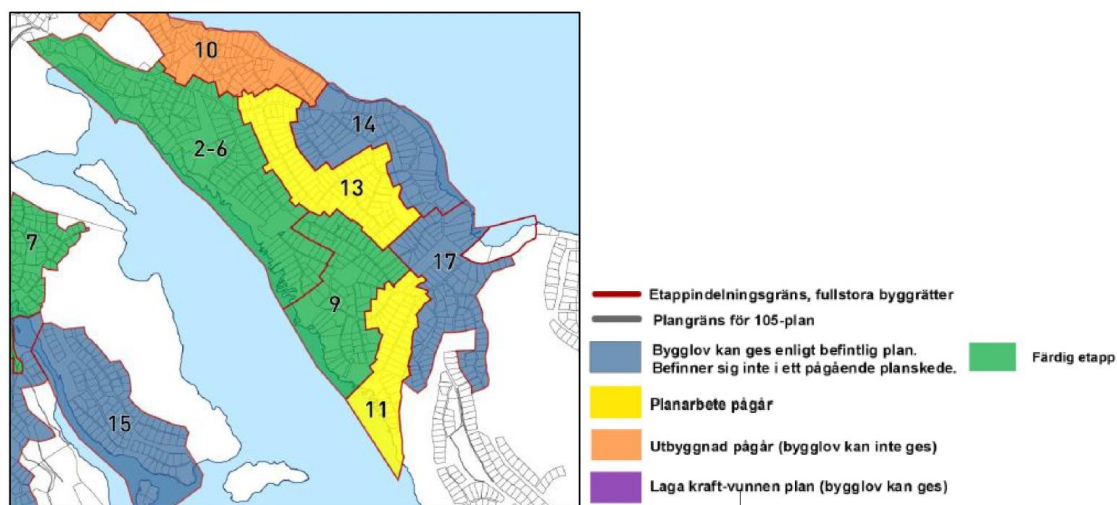 10
14
2-6
13
7
17
9
15
11
Etappindelningsgräns, fullstora byggrätter
Plangräns för 105-plan
Bygglov kan ges enligt befintlig plan.
Befinner sig inte i ett pågående planskede.
Färdig etapp
Planarbete pågår
Utbyggnad pågår (bygglov kan inte ges)
Laga kraft-vunnen plan (bygglov kan ges)